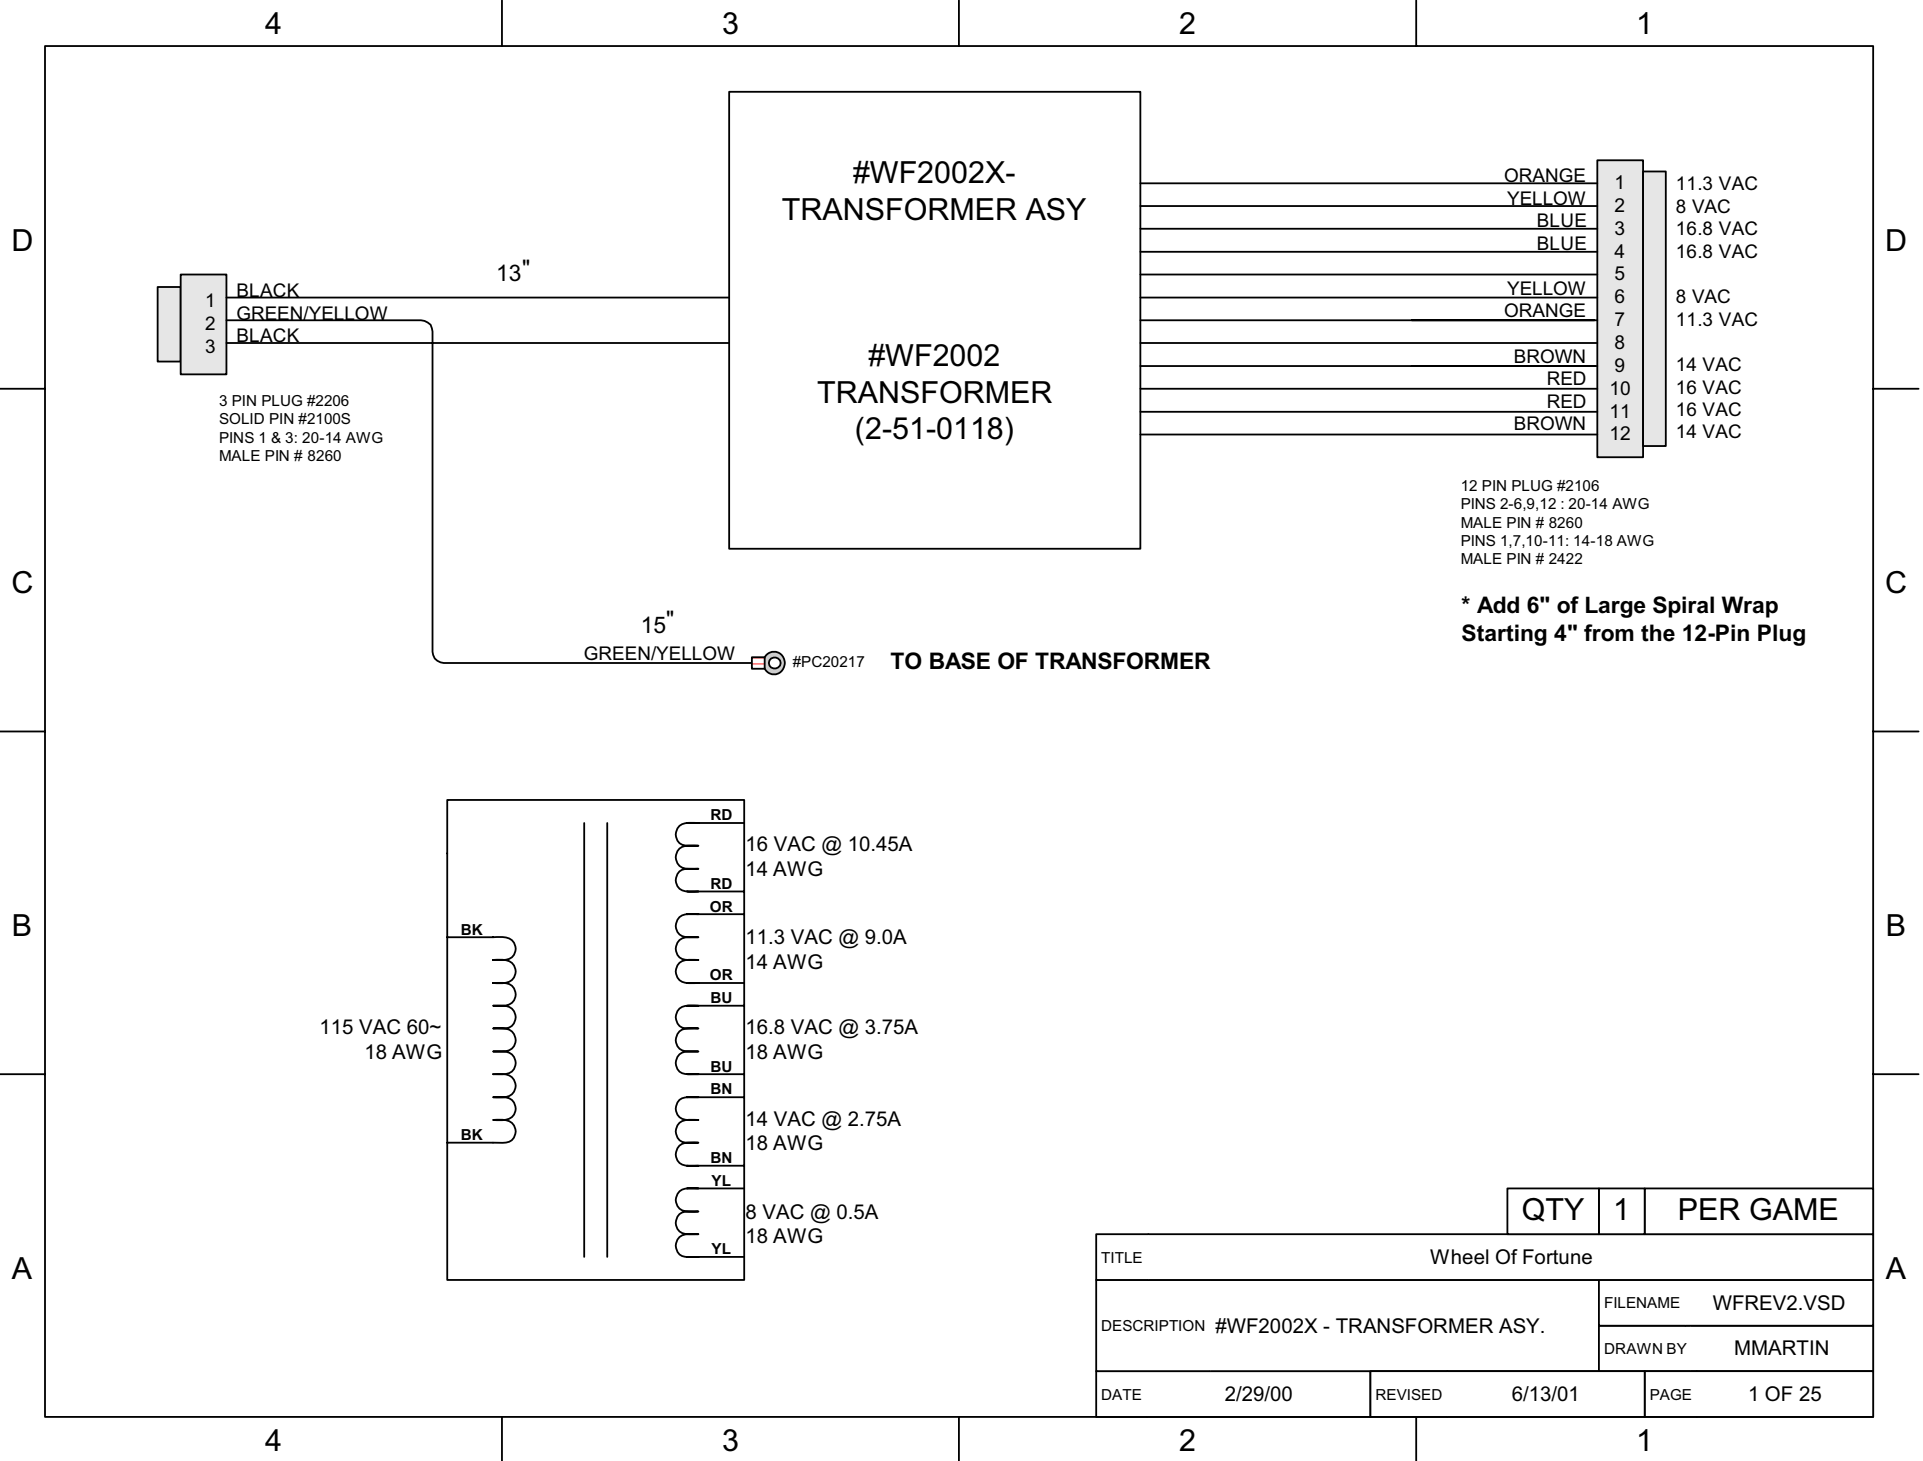 4 3 2 1
D
D
#WF2002X-
TRANSFORMER ASY
#WF2002
TRANSFORMER
(2-51-0118)
13"
1 BLACK
2 GREEN/YELLOW
3 BLACK
3 PIN PLUG #2206
SOLID PIN #2100S
PINS 1 & 3: 20-14 AWG
MALE PIN # 8260
ORANGE 1 11.3 VAC
YELLOW 2 8 VAC
BLUE 3 16.8 VAC
BLUE 4 16.8 VAC
5
YELLOW 6 8 VAC
ORANGE 7 11.3 VAC
8
BROWN 9 14 VAC
RED 10 16 VAC
RED 11 16 VAC
BROWN 12 14 VAC
12 PIN PLUG #2106
PINS 2-6,9,12 : 20-14 AWG
MALE PIN # 8260
PINS 1,7,10-11: 14-18 AWG
MALE PIN # 2422
C
C
* Add 6" of Large Spiral Wrap
Starting 4" from the 12-Pin Plug
15"
GREEN/YELLOW #PC20217 TO BASE OF TRANSFORMER
B
B
115 VAC 60~
18 AWG
BK
BK
RD
16 VAC @ 10.45A
14 AWG
RD
OR
11.3 VAC @ 9.0A
14 AWG
OR
BU
16.8 VAC @ 3.75A
18 AWG
BU
BN
14 VAC @ 2.75A
18 AWG
BN
YL
8 VAC @ 0.5A
18 AWG
YL
A
A
QTY 1 PER GAME
TITLE Wheel Of Fortune
DESCRIPTION #WF2002X - TRANSFORMER ASY.
FILENAME WFREV2.VSD
DRAWN BY MMARTIN
DATE 2/29/00 REVISED 6/13/01 PAGE 1 OF 25
4 3 2 1